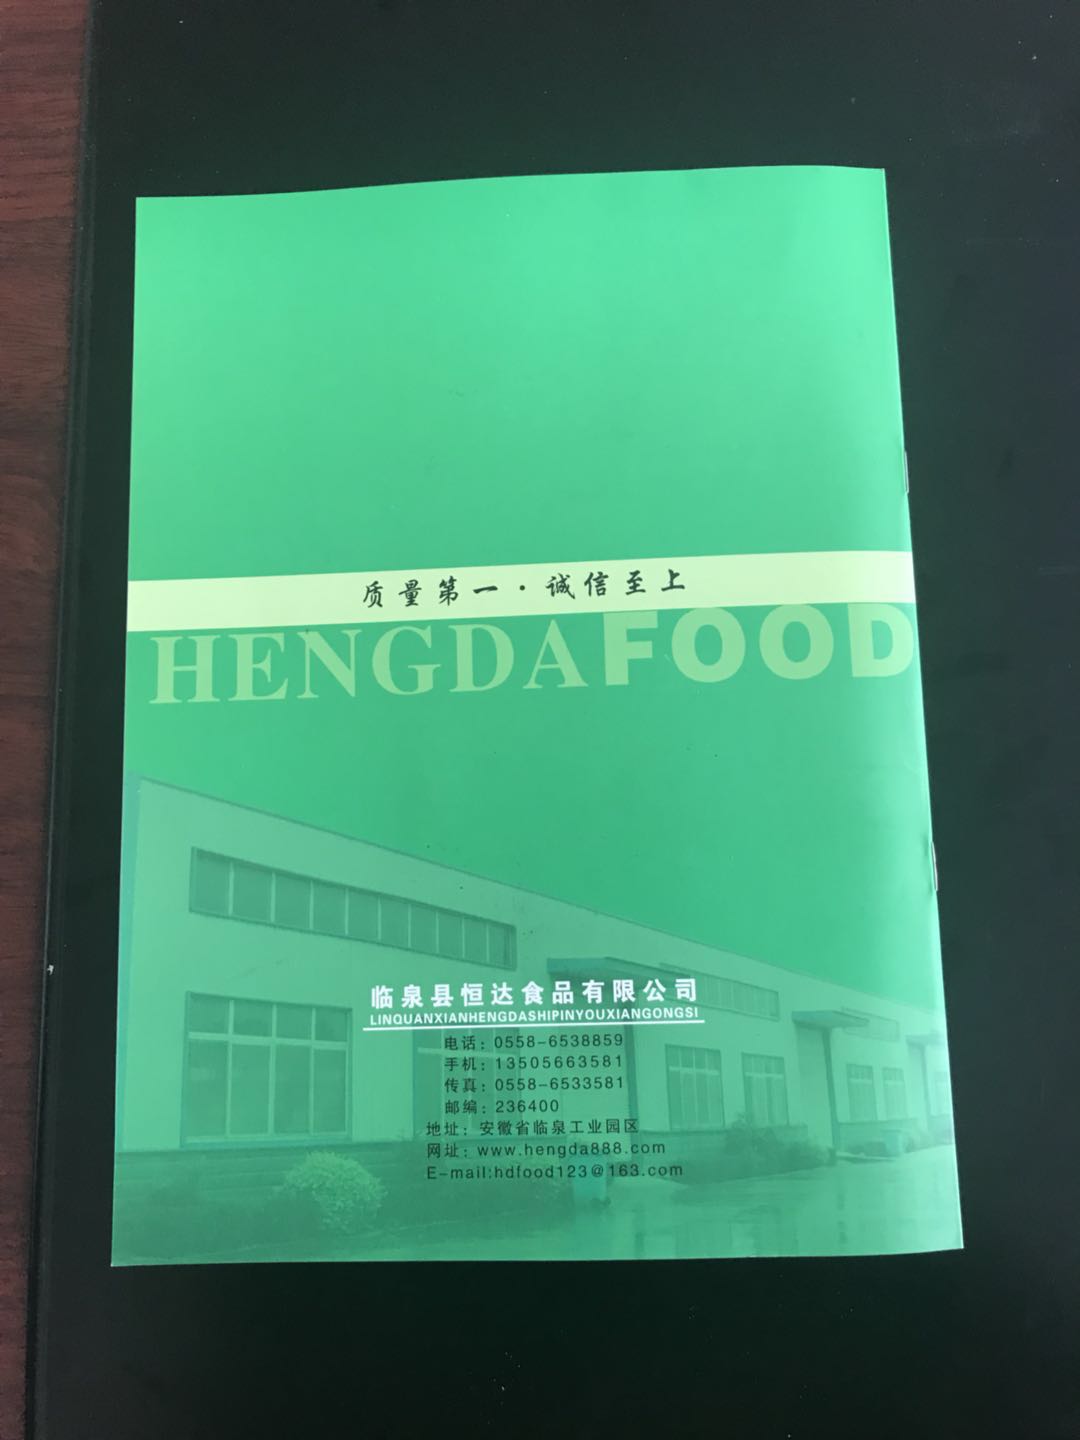 质量第一·诚信至上
HENGDAFOOD
临泉县恒达食品有限公司
LINQUANXIANHENGDASHIPINYOUXIANGONGSI
电话：0558-6538859
手机：13505663581
传真：0558-6533581
邮编：236400
地址：安徽省临泉工业园区
网址：www.hengda888.com
E-mail:hdfood123@163.com